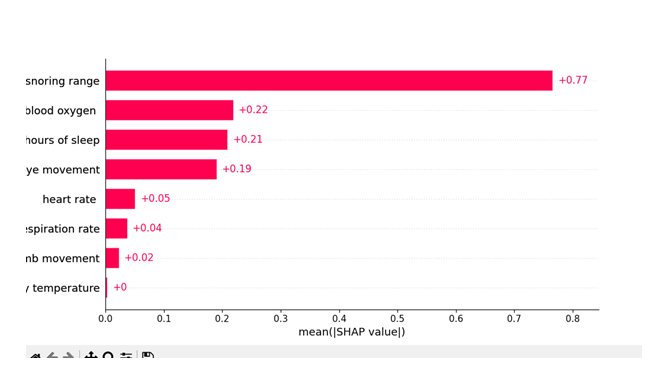 snoring range +0.77
blood oxygen +0.22
hours of sleep +0.21
ye movement +0.19
heart rate +0.05
espiration rate +0.04
mb movement +0.02
y temperature +0
0.0 0.1 0.2 0.3 0.4 0.5 0.6 0.7 0.8
mean(|SHAP value|)